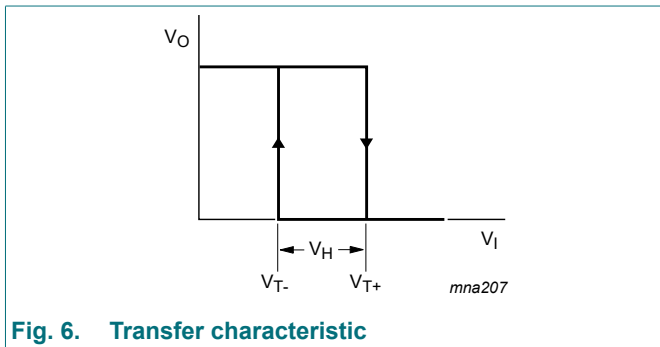 VO
VI
VH
VT-
VT+
mna207
Fig. 6. Transfer characteristic